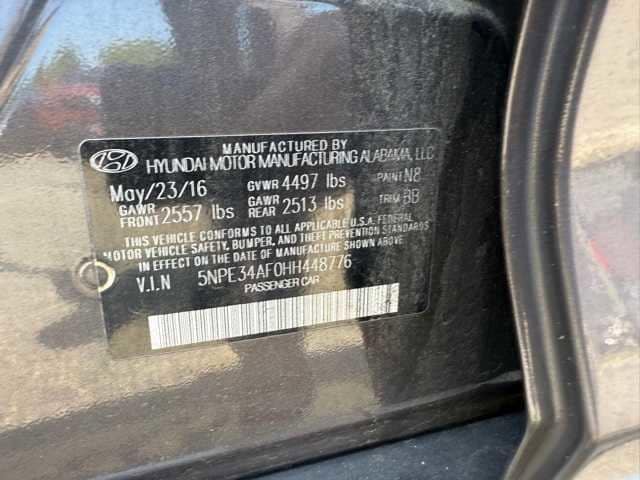 MANUFACTURED BY
HYUNDAI MOTOR MANUFACTURING ALABAMA, LLC
May/23/16 GVWR 4497 lbs PAINT N8
GAWR FRONT 2557 lbs GAWR REAR 2513 lbs TRIM BB
THIS VEHICLE CONFORMS TO ALL APPLICABLE U.S.A. FEDERAL
MOTOR VEHICLE SAFETY, BUMPER, AND THEFT PREVENTION STANDARDS
IN EFFECT ON THE DATE OF MANUFACTURE SHOWN ABOVE.
V.I.N 5NPE34AF0HH448776
PASSENGER CAR